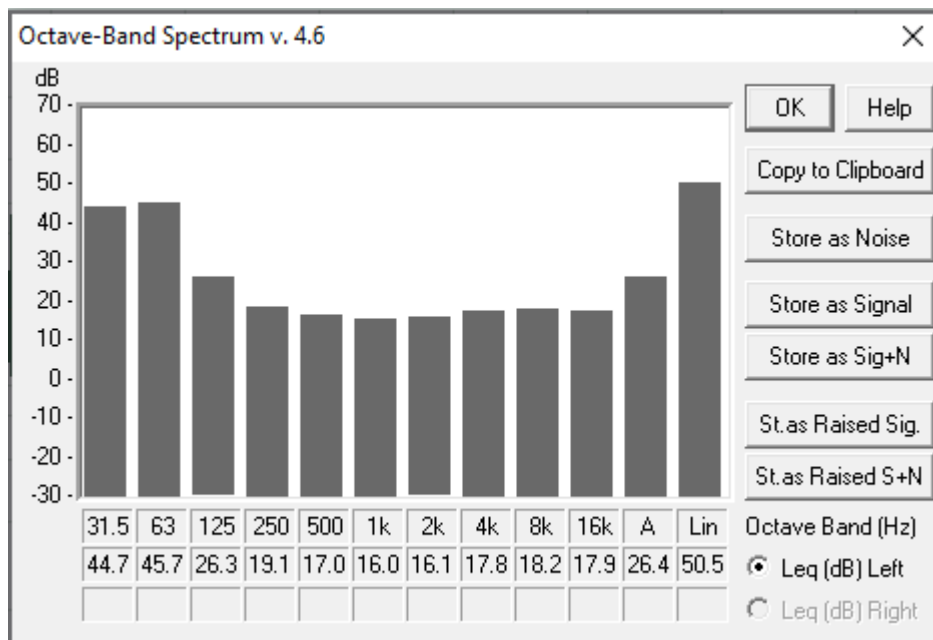 Octave-Band Spectrum v. 4.6
dB
70
60
50
40
30
20
10
0
-10
-20
-30
31.5 63 125 250 500 1k 2k 4k 8k 16k A Lin
44.7 45.7 26.3 19.1 17.0 16.0 16.1 17.8 18.2 17.9 26.4 50.5
OK Help
Copy to Clipboard
Store as Noise
Store as Signal
Store as Sig+N
St.as Raised Sig.
St.as Raised S+N
Octave Band (Hz)
Leq (dB) Left
Leq (dB) Right